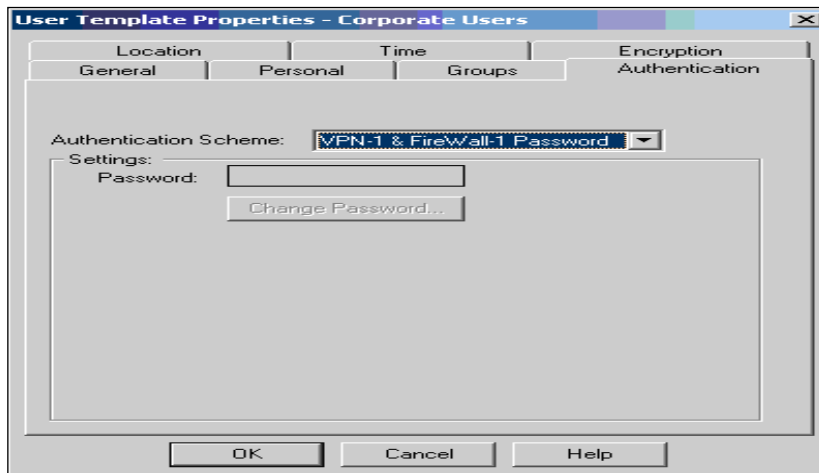 User Template Properties - Corporate Users
Location Time Encryption
General Personal Groups Authentication
Authentication Scheme: VPN-1 & FireWall-1 Password
Settings:
Password:
Change Password...
OK Cancel Help